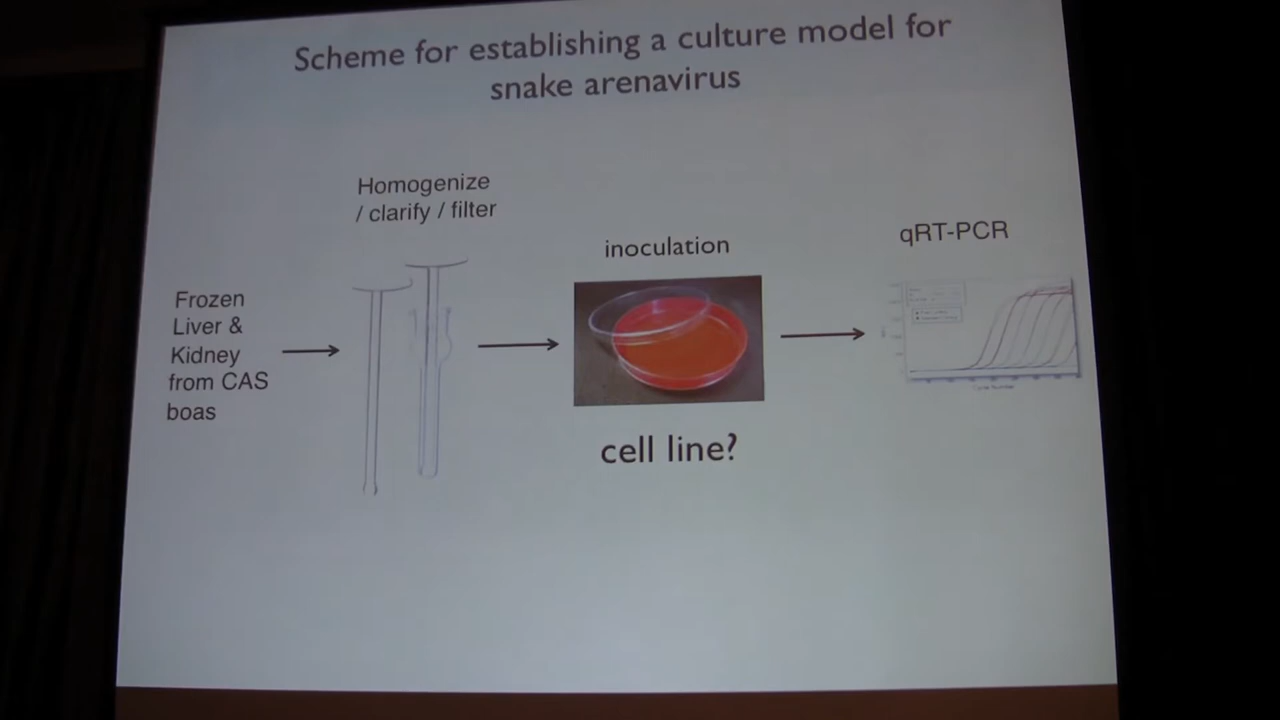 Scheme for establishing a culture model for
snake arenavirus
Homogenize
/ clarify / filter
inoculation
qRT-PCR
Frozen
Liver &
Kidney
from CAS
boas
cell line?